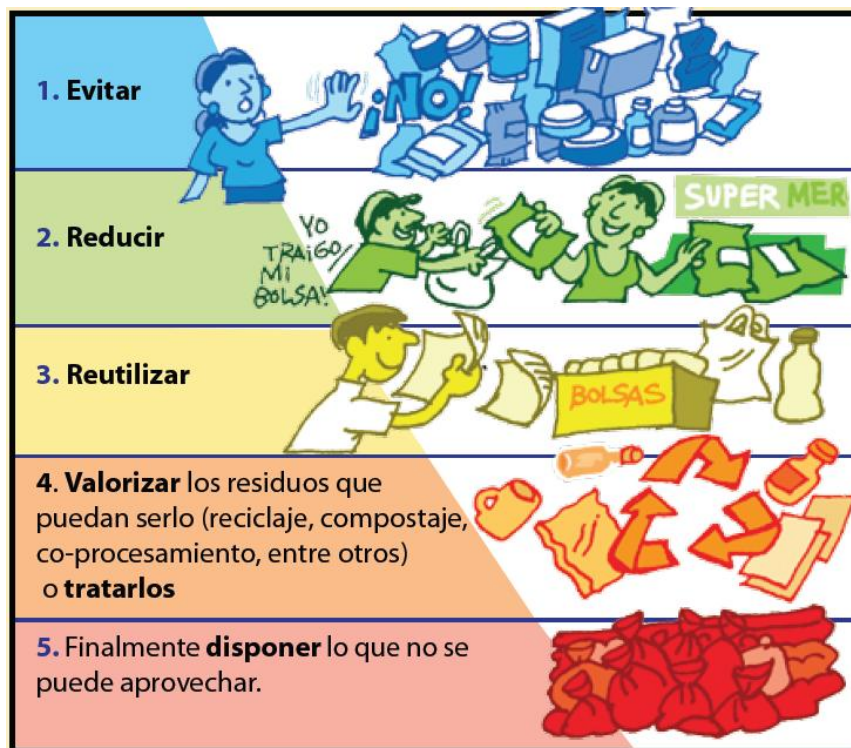 1. Evitar
¡NO!
2. Reducir
YO
TRAIGO
MI
BOLSA!
SUPER MER
3. Reutilizar
BOLSAS
4. Valorizar los residuos que
puedan serlo (reciclaje, compostaje,
co-procesamiento, entre otros)
o tratarlos
5. Finalmente disponer lo que no se
puede aprovechar.